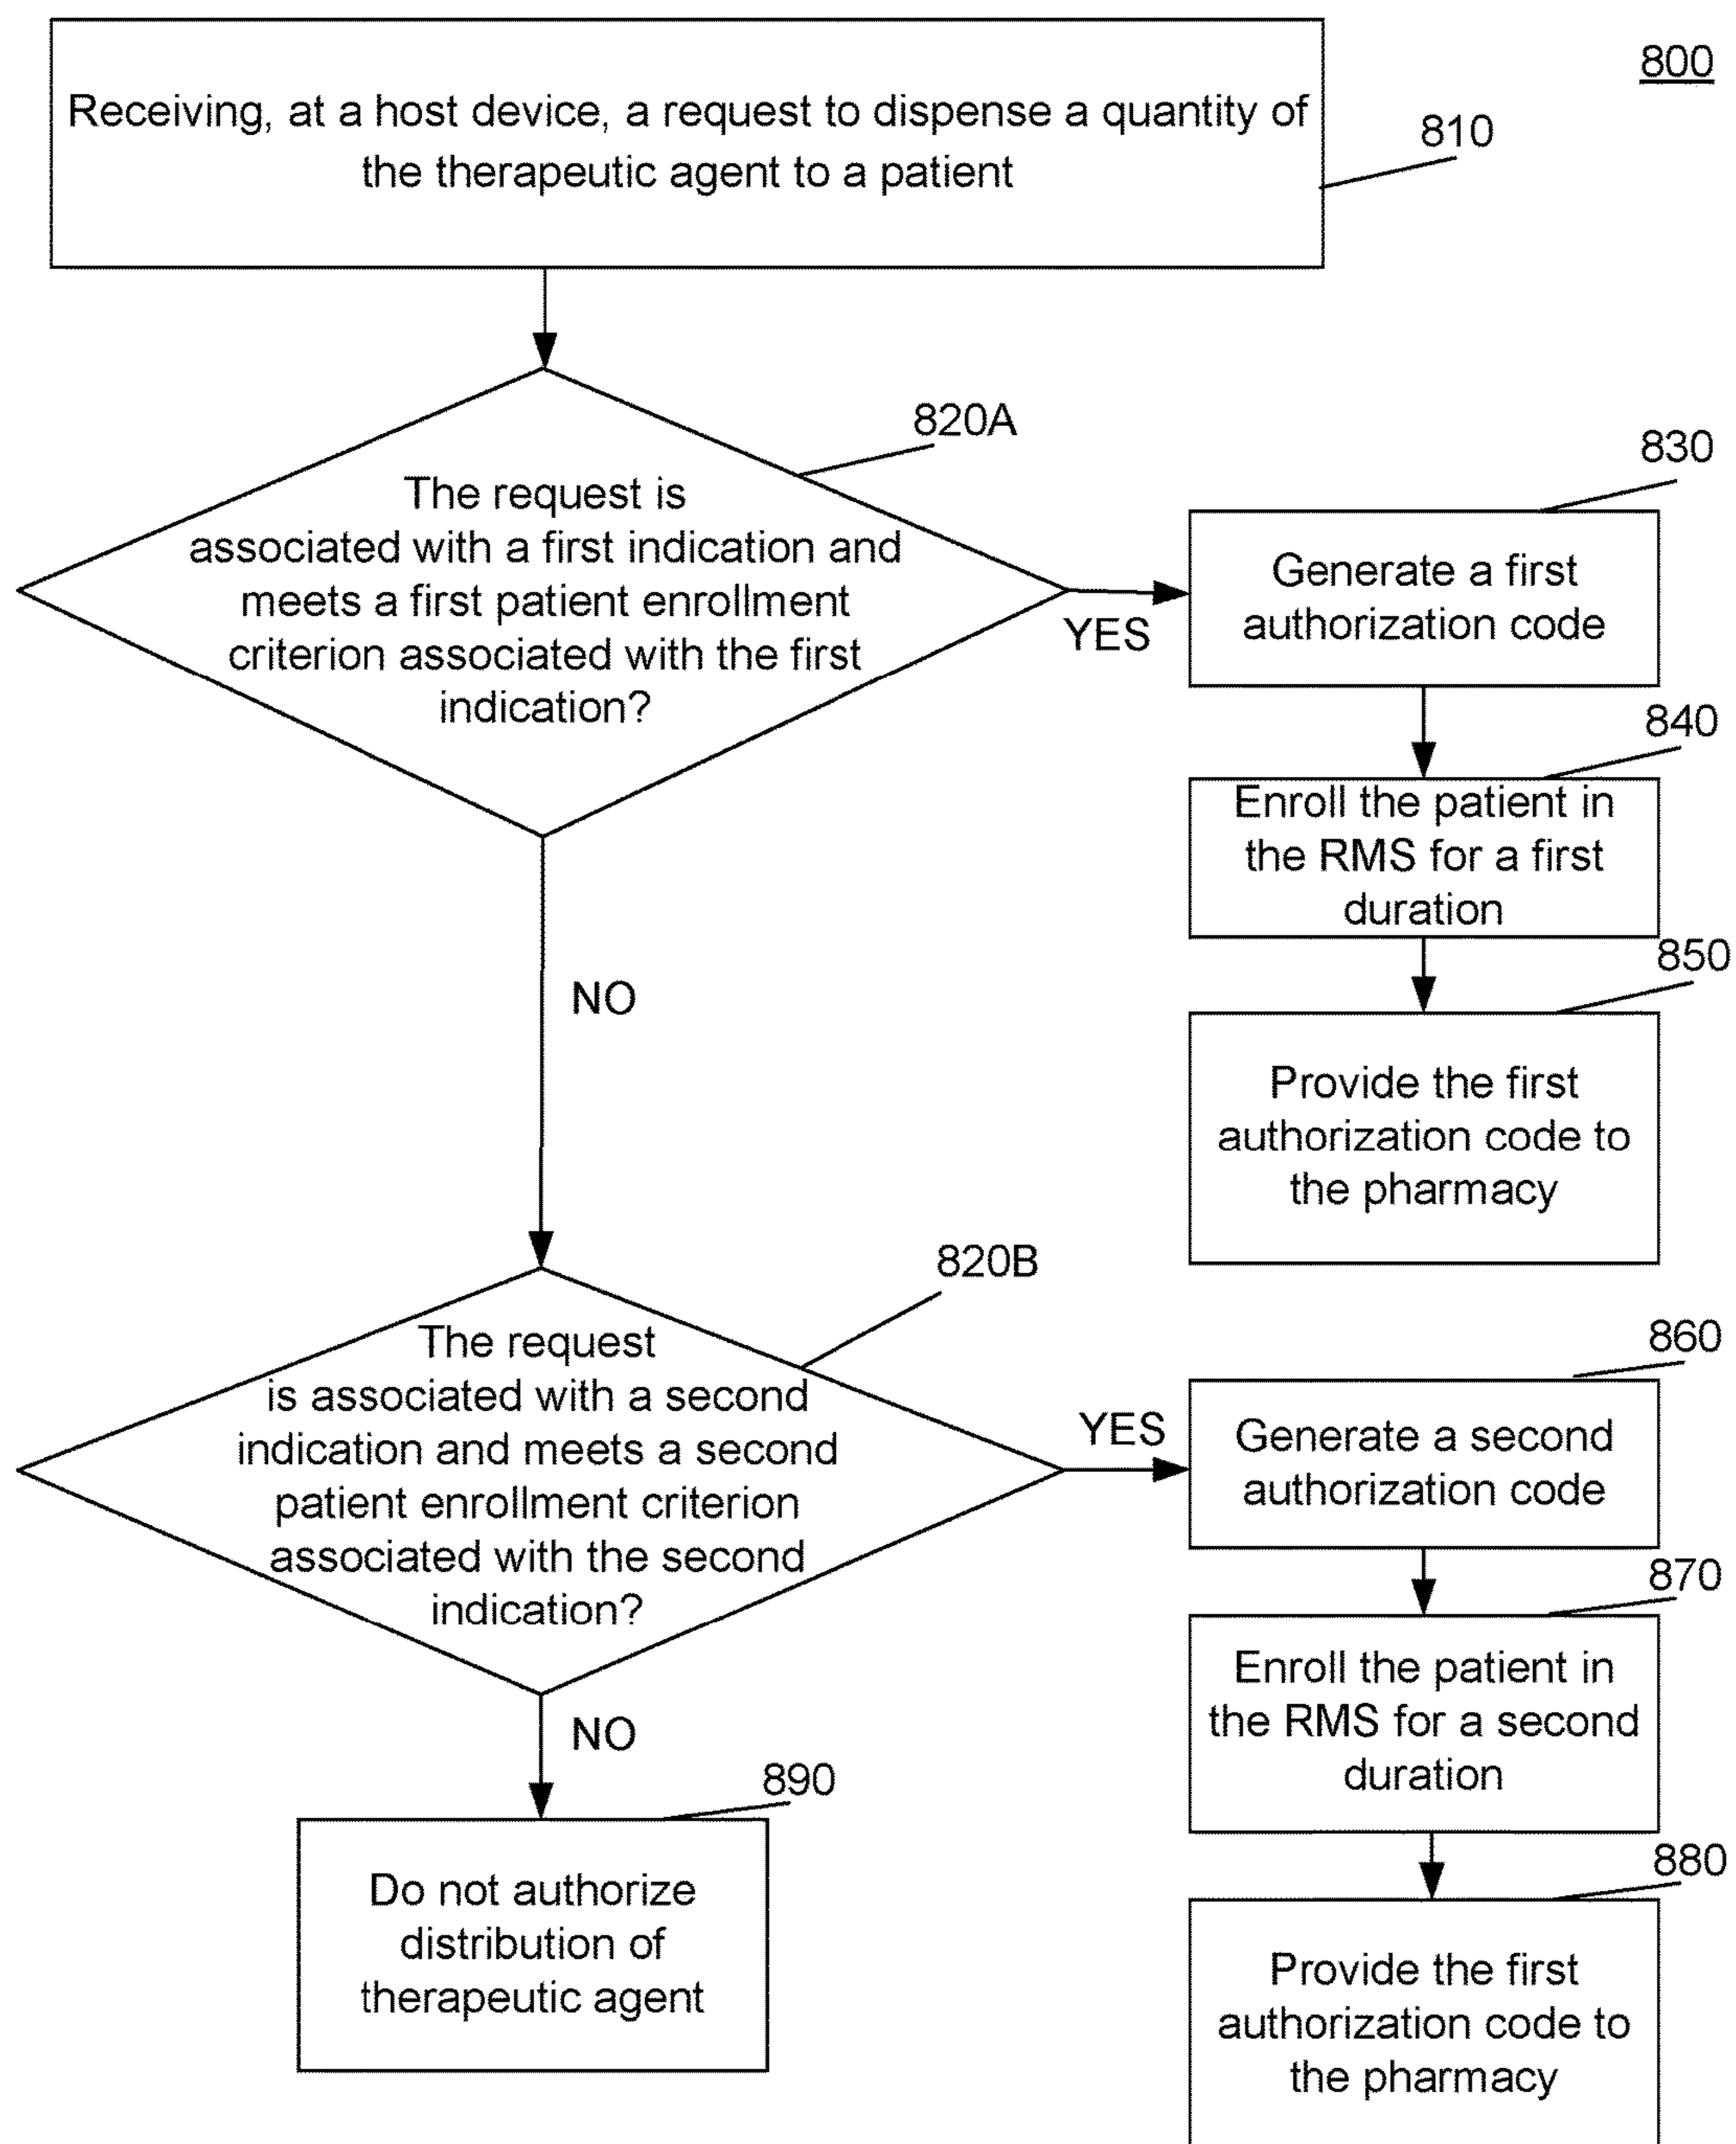 800
Receiving, at a host device, a request to dispense a quantity of
the therapeutic agent to a patient
810
820A
The request is
associated with a first indication and
meets a first patient enrollment
criterion associated with the first
indication?
YES
830
Generate a first
authorization code
840
Enroll the patient in
the RMS for a first
duration
850
Provide the first
authorization code to
the pharmacy
NO
820B
The request
is associated with a second
indication and meets a second
patient enrollment criterion
associated with the second
indication?
YES
860
Generate a second
authorization code
870
Enroll the patient in
the RMS for a second
duration
880
Provide the first
authorization code to
the pharmacy
NO
890
Do not authorize
distribution of
therapeutic agent